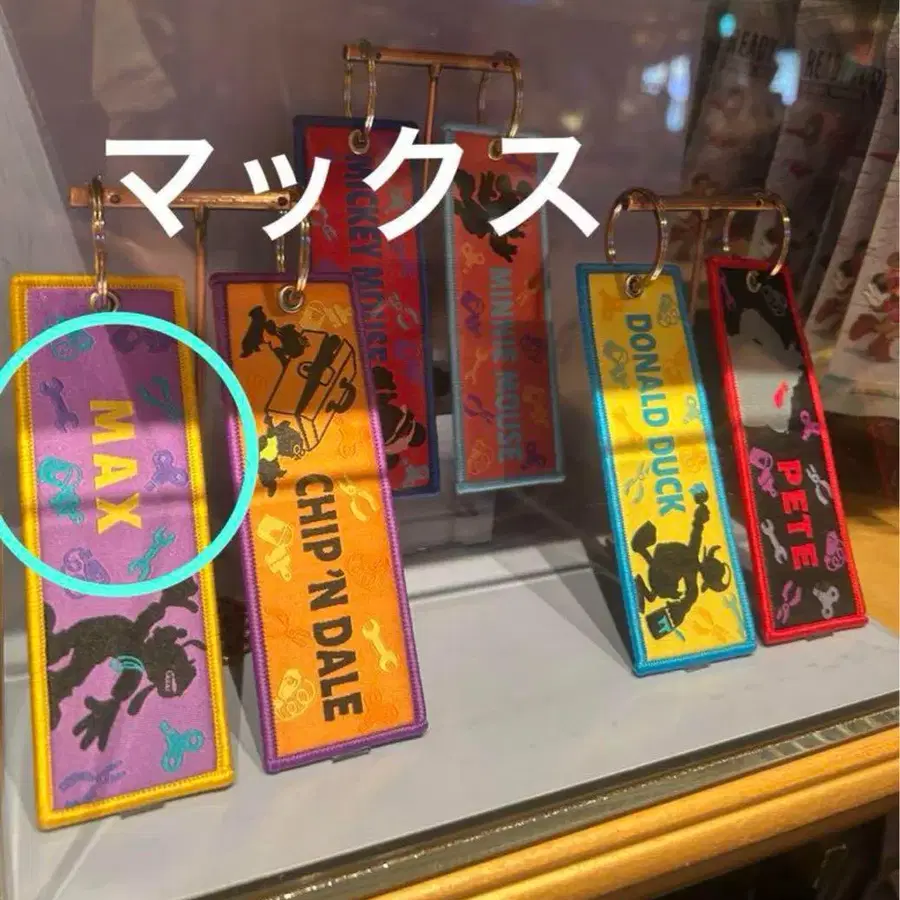 マックス
MICKEY MOUSE
MINNIE MOUSE
MAX
CHIP 'N DALE
DONALD DUCK
PETE